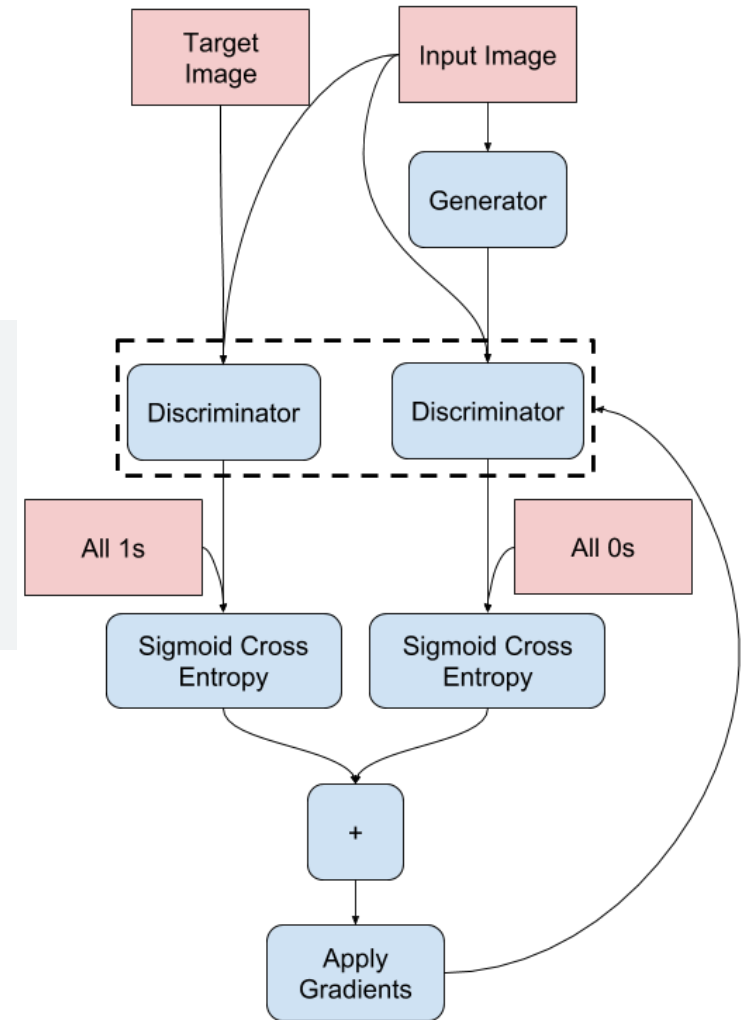 Target
Image
Input Image
Generator
Discriminator
Discriminator
All 1s
All 0s
Sigmoid Cross
Entropy
Sigmoid Cross
Entropy
+
Apply
Gradients